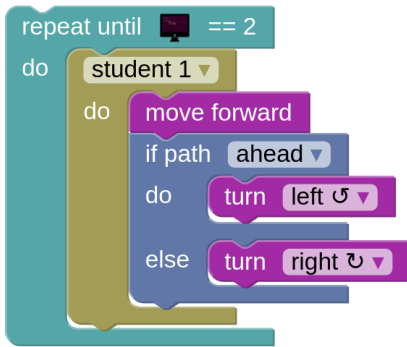 repeat until == 2
do student 1 ▾
do move forward
if path ahead ▾
do turn left ↺ ▾
else turn right ↻ ▾